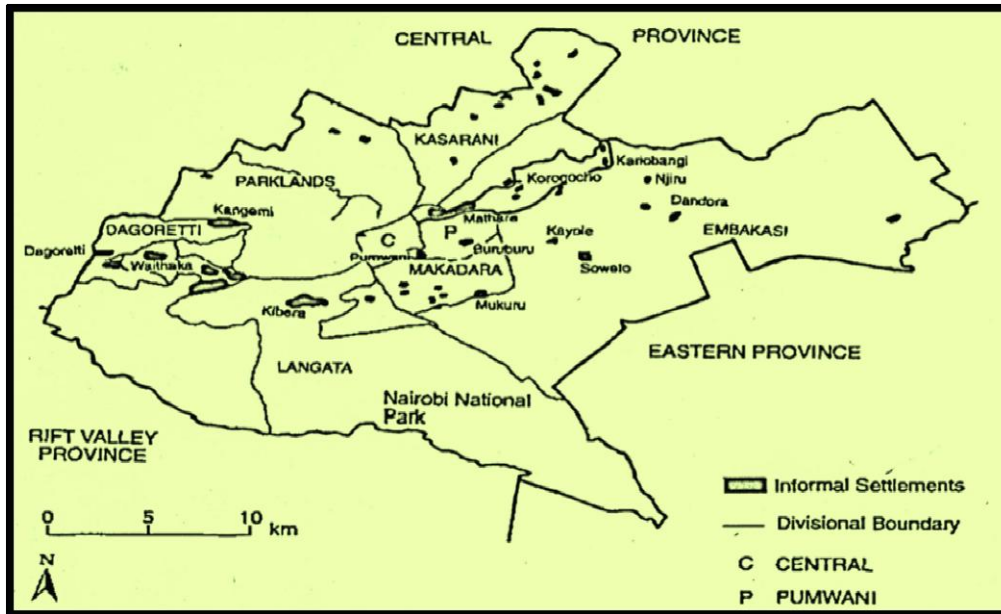 CENTRAL PROVINCE
KASARANI
Kariobangi
PARKLANDS
Korogocho
Njiru
Kangemi
Mathare
Dandora
DAGORETTI
C
P
Kayole
EMBAKASI
Dagoretti
Waithaka
Pumwani
Buruburu
MAKADARA
Sowelo
Kibera
Mukuru
LANGATA
EASTERN PROVINCE
Nairobi National
Park
RIFT VALLEY
PROVINCE
Informal Settlements
0 5 10
km
Divisional Boundary
N
C CENTRAL
P PUMWANI